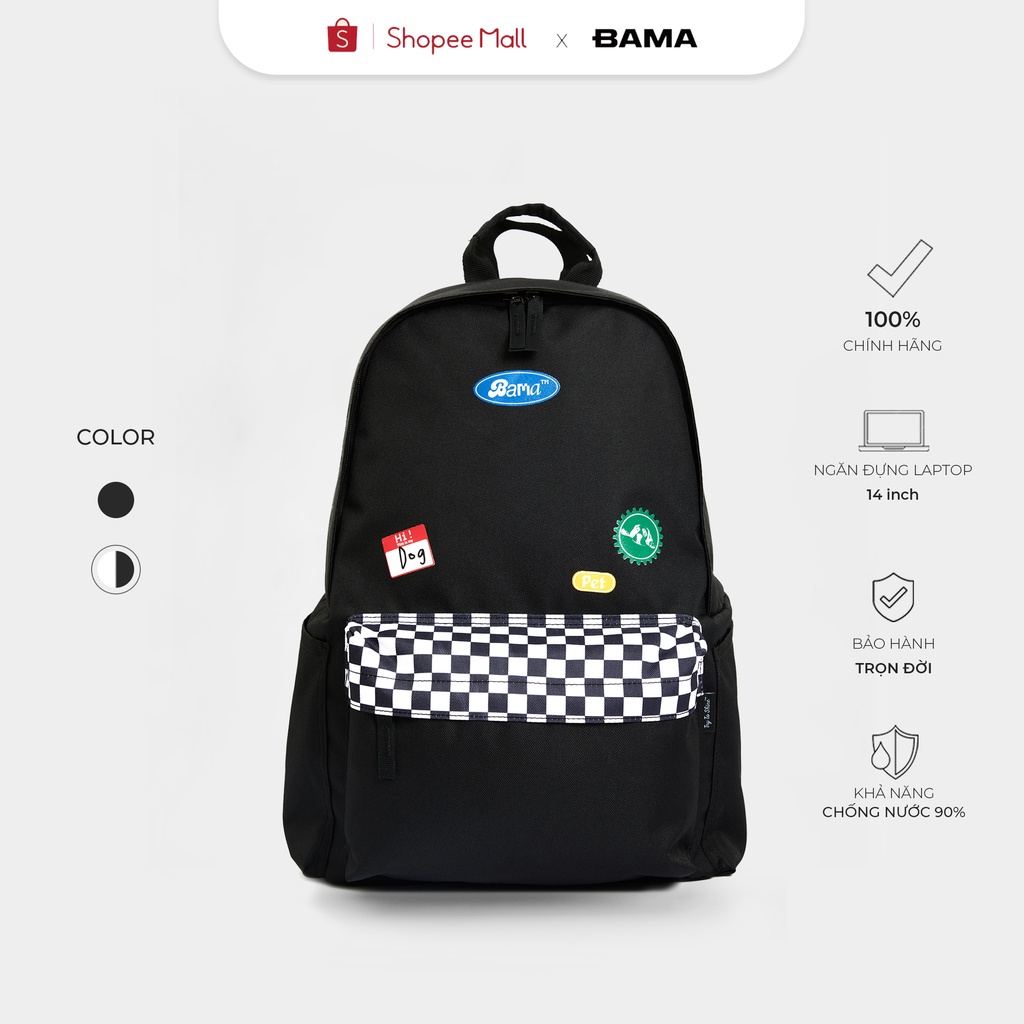 S Shopee Mall x BAMA
COLOR
Bama™
Hi!
Dog
Pet
100%
CHÍNH HÃNG
NGĂN ĐỰNG LAPTOP
14 inch
BẢO HÀNH
TRỌN ĐỜI
KHẢ NĂNG
CHỐNG NƯỚC 90%